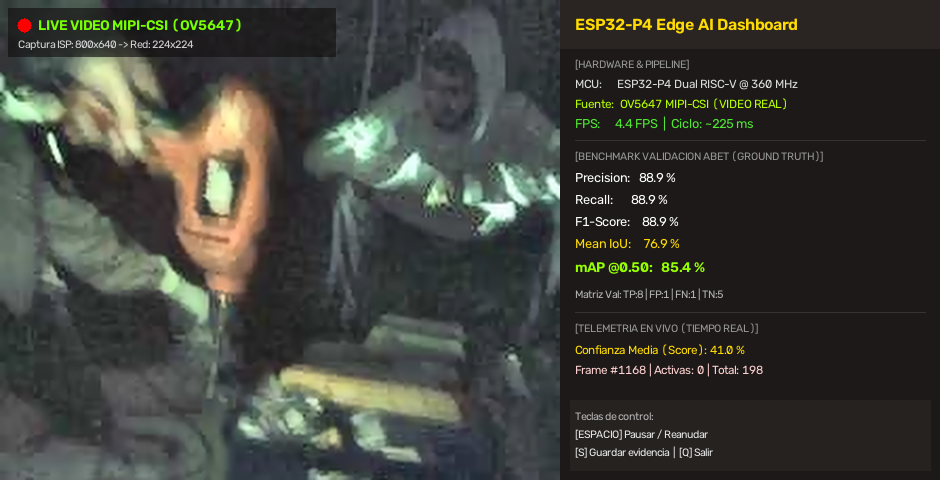 LIVE VIDEO MIPI-CSI (OV5647)
Captura ISP: 800x640 -> Red: 224x224
ESP32-P4 Edge AI Dashboard
[HARDWARE & PIPELINE]
MCU: ESP32-P4 Dual RISC-V @ 360 MHz
Fuente: OV5647 MIPI-CSI (VIDEO REAL)
FPS: 4.4 FPS | Ciclo: ~225 ms
[BENCHMARK VALIDACION ABET (GROUND TRUTH)]
Precision: 88.9 %
Recall: 88.9 %
F1-Score: 88.9 %
Mean IoU: 76.9 %
mAP @0.50: 85.4 %
Matriz Val: TP:8 | FP:1 | FN:1 | TN:5
[TELEMETRIA EN VIVO (TIEMPO REAL)]
Confianza Media (Score): 41.0 %
Frame #1168 | Activas: 0 | Total: 198
Teclas de control:
[ESPACIO] Pausar / Reanudar
[S] Guardar evidencia | [Q] Salir